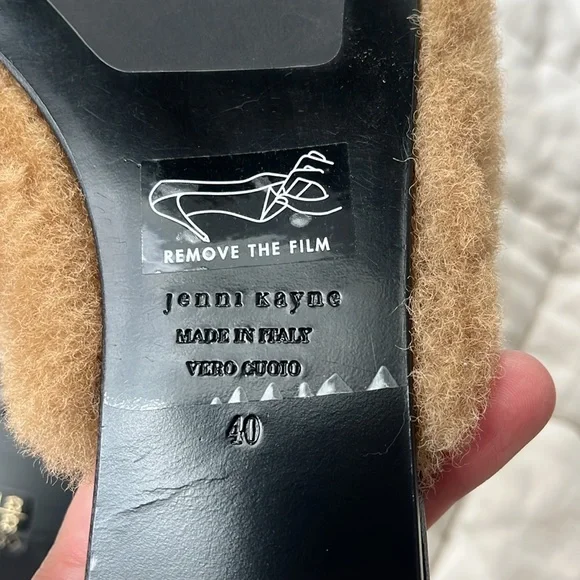 REMOVE THE FILM
jenni kayne
MADE IN ITALY
VERO CUOIO
40